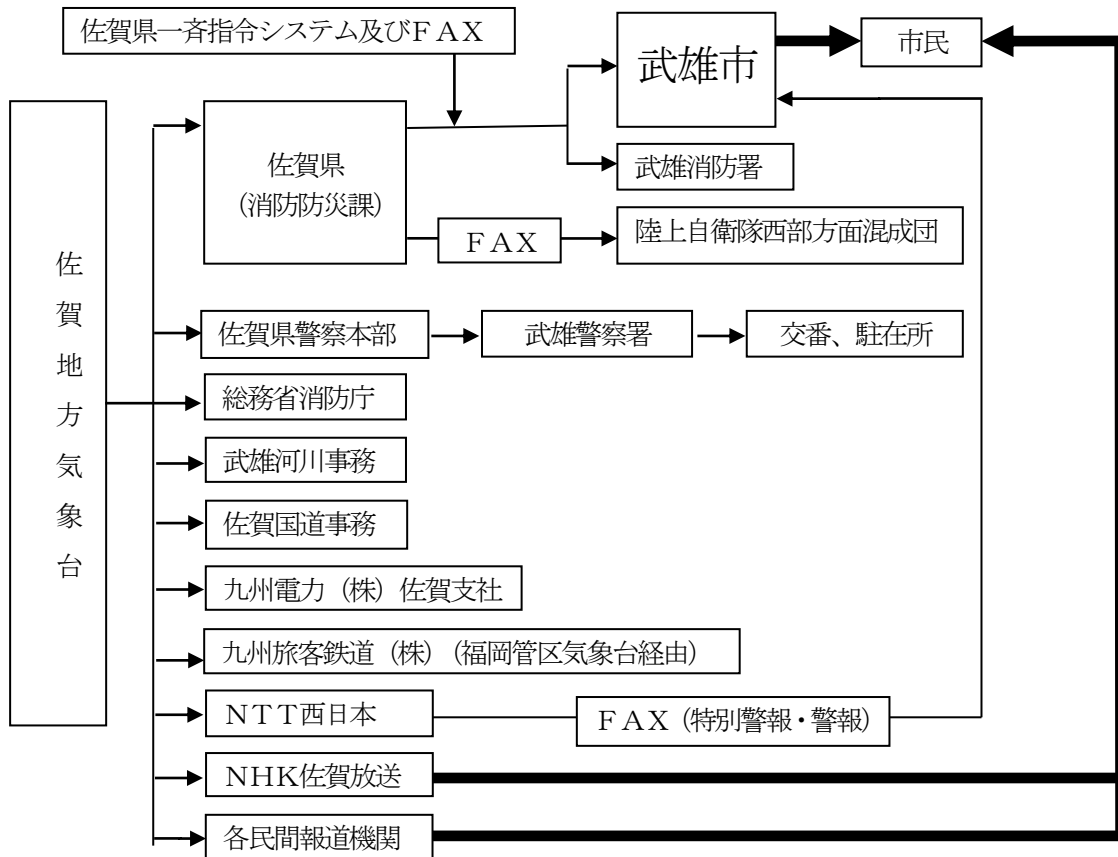 佐賀県一斉指令システム及びＦＡＸ
武雄市
市民
佐賀地方気象台
佐賀県
（消防防災課）
武雄消防署
ＦＡＸ
陸上自衛隊西部方面混成団
佐賀県警察本部
武雄警察署
交番、駐在所
総務省消防庁
武雄河川事務
佐賀国道事務
九州電力（株）佐賀支社
九州旅客鉄道（株）（福岡管区気象台経由）
ＮＴＴ西日本
ＦＡＸ（特別警報・警報）
ＮＨＫ佐賀放送
各民間報道機関